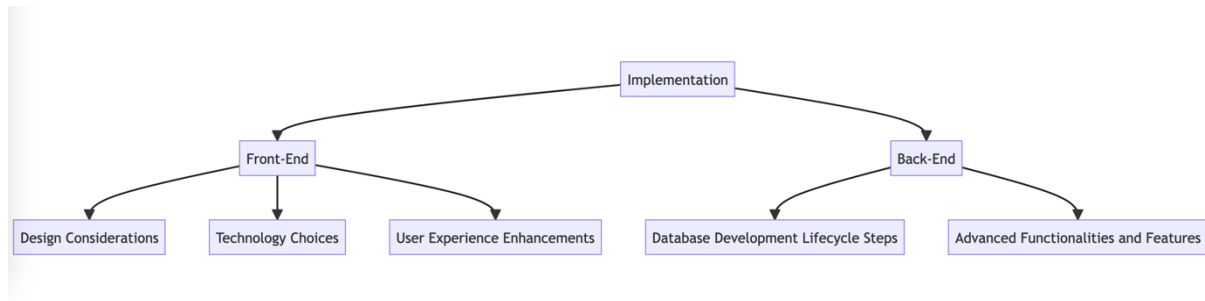 Implementation
Front-End
Back-End
Design Considerations
Technology Choices
User Experience Enhancements
Database Development Lifecycle Steps
Advanced Functionalities and Features